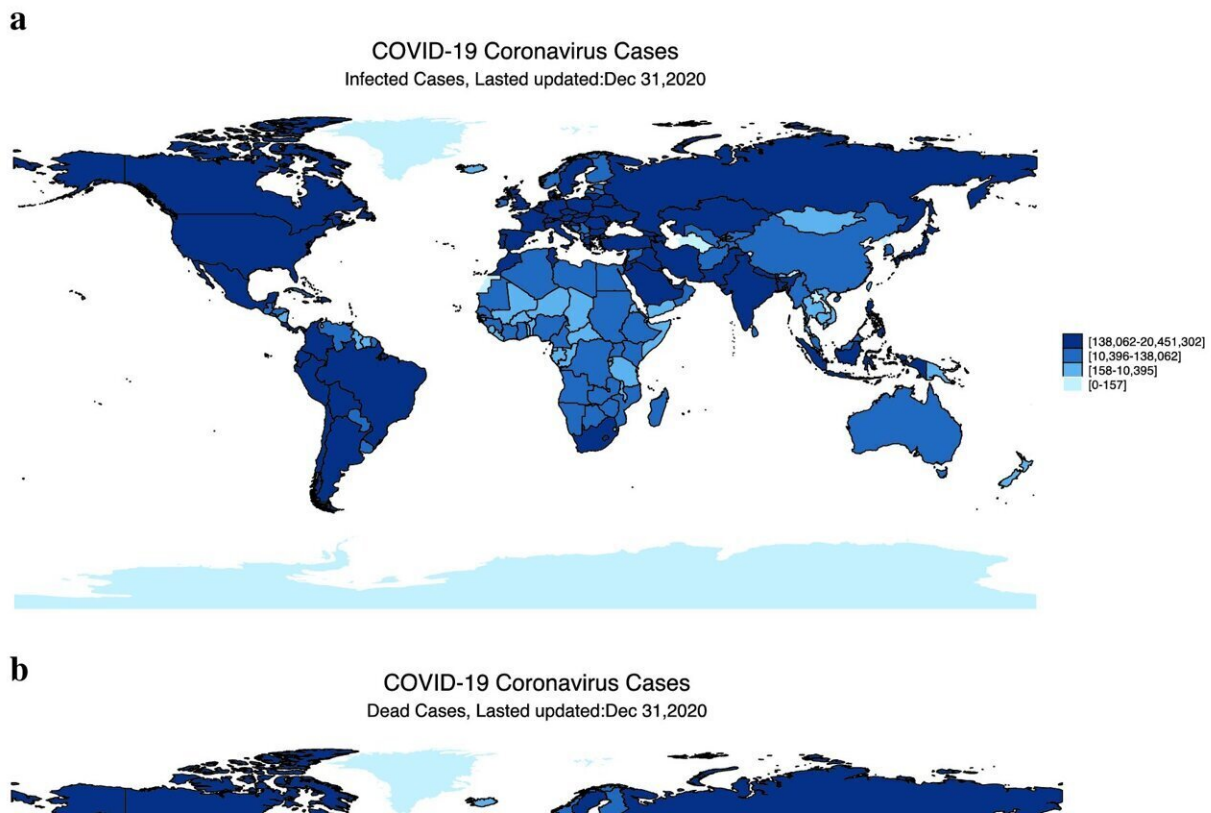 a
COVID-19 Coronavirus Cases
Infected Cases, Lasted updated:Dec 31,2020
[138,062-20,451,302]
[10,396-138,062]
[158-10,395]
[0-157]
b
COVID-19 Coronavirus Cases
Dead Cases, Lasted updated:Dec 31,2020